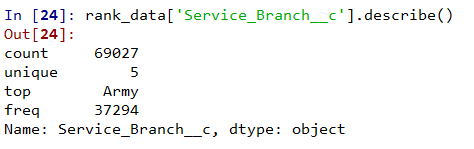 In [24]: rank_data['Service_Branch__c'].describe()
Out[24]:
count     69027
unique        5
top        Army
freq      37294
Name: Service_Branch__c, dtype: object